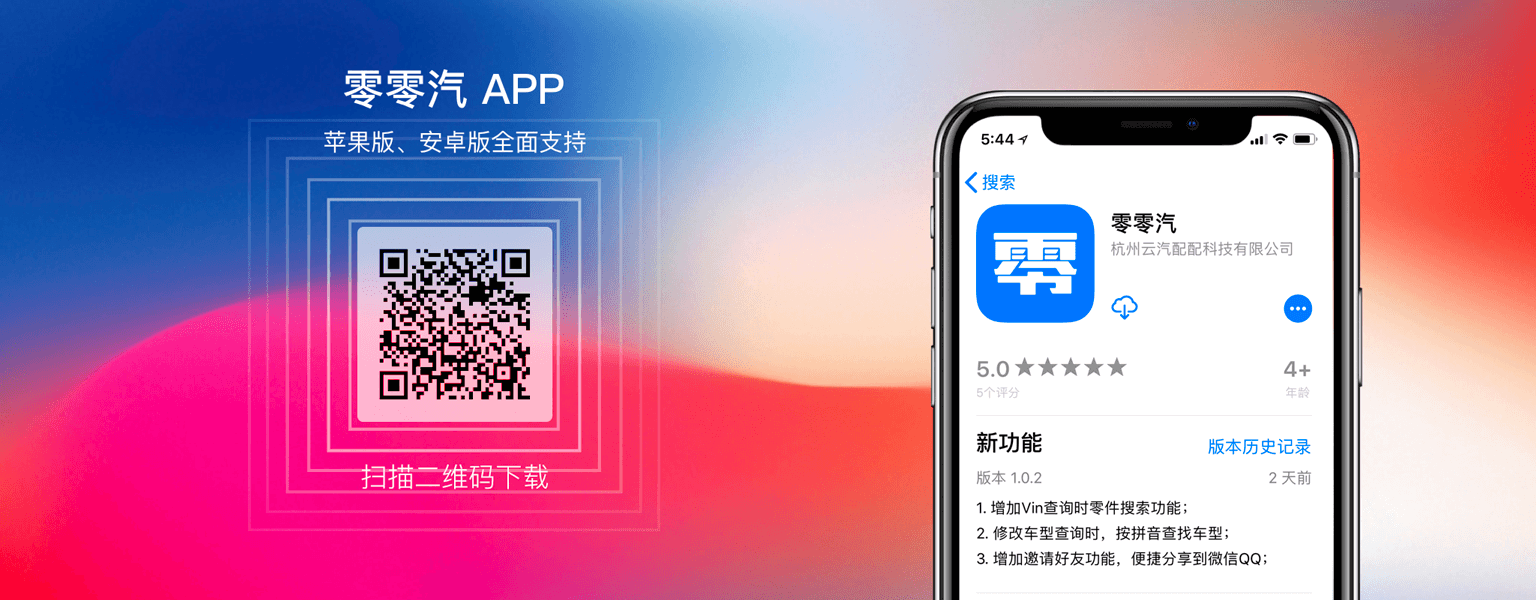 零零汽 APP
苹果版、安卓版全面支持
扫描二维码下载
5:44
搜索
零
零零汽
杭州云汽配配科技有限公司
5.0 ★★★★★
4+
5个评分
年龄
新功能
版本历史记录
版本 1.0.2
2 天前
1. 增加Vin查询时零件搜索功能；
2. 修改车型查询时，按拼音查找车型；
3. 增加邀请好友功能，便捷分享到微信QQ；